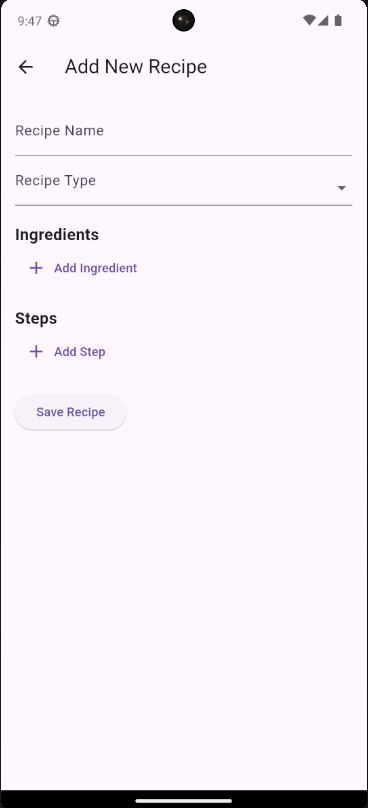 9:47
Add New Recipe
Recipe Name
Recipe Type
Ingredients
Add Ingredient
Steps
Add Step
Save Recipe